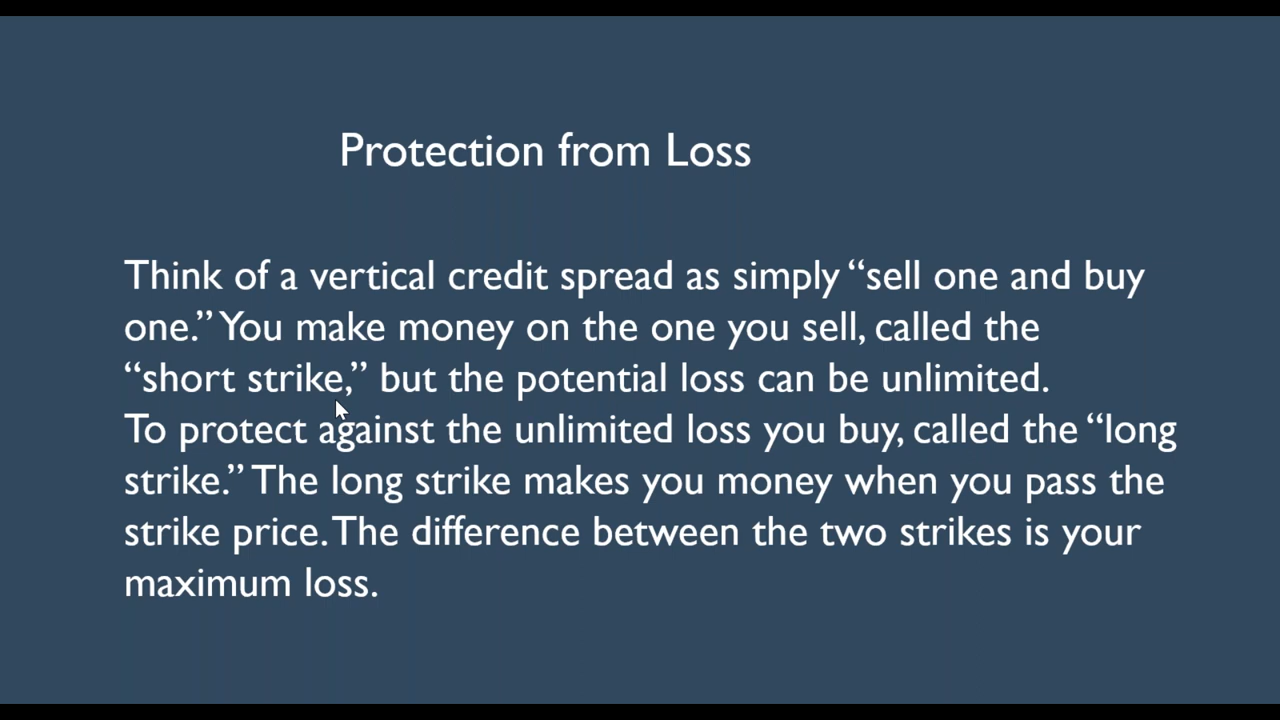 Protection from Loss
Think of a vertical credit spread as simply “sell one and buy
one.” You make money on the one you sell, called the
“short strike,” but the potential loss can be unlimited.
To protect against the unlimited loss you buy, called the “long
strike.” The long strike makes you money when you pass the
strike price. The difference between the two strikes is your
maximum loss.